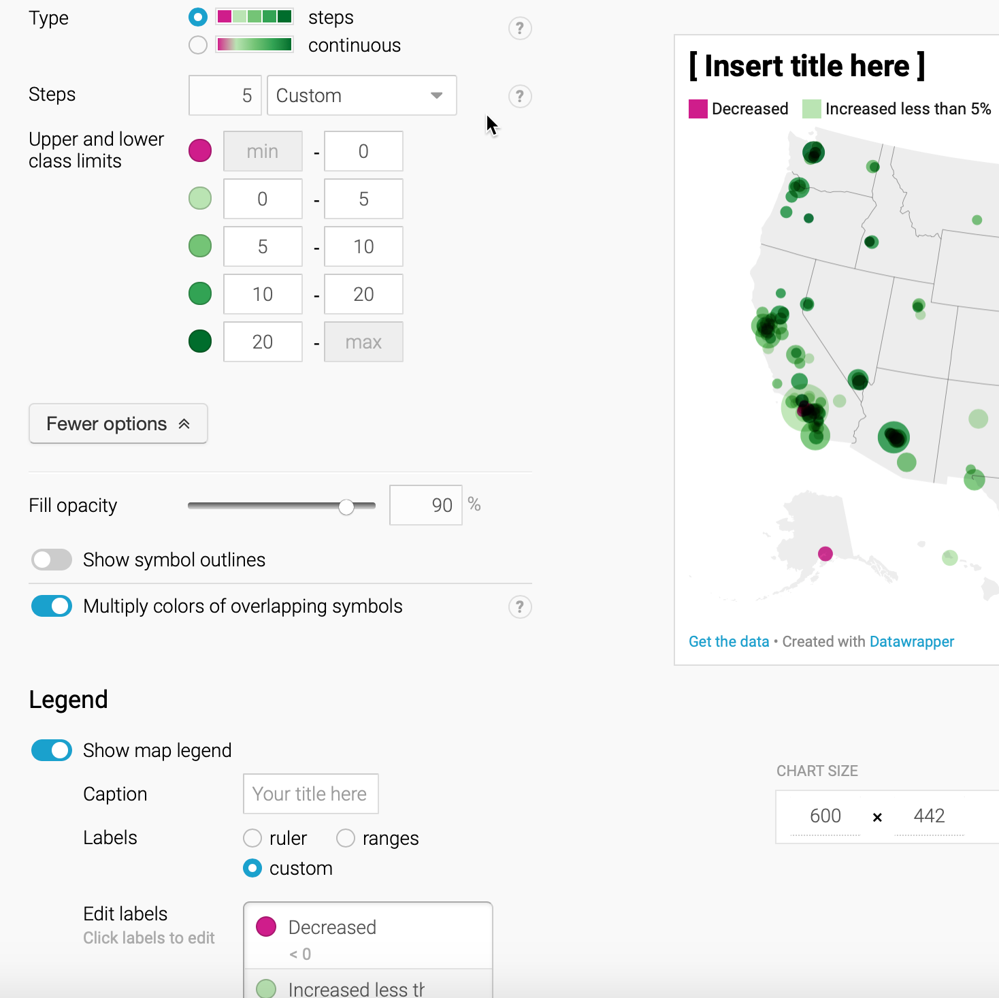 Type
steps
?
continuous
Steps
5
Custom
?
Upper and lower
class limits
min - 0
0 - 5
5 - 10
10 - 20
20 - max
Fewer options
Fill opacity
90 %
Show symbol outlines
Multiply colors of overlapping symbols
?
Legend
Show map legend
Caption
Your title here
Labels
ruler
ranges
custom
Edit labels
Click labels to edit
Decreased
< 0
Increased less th
[ Insert title here ]
Decreased
Increased less than 5%
Get the data • Created with Datawrapper
CHART SIZE
600 × 442